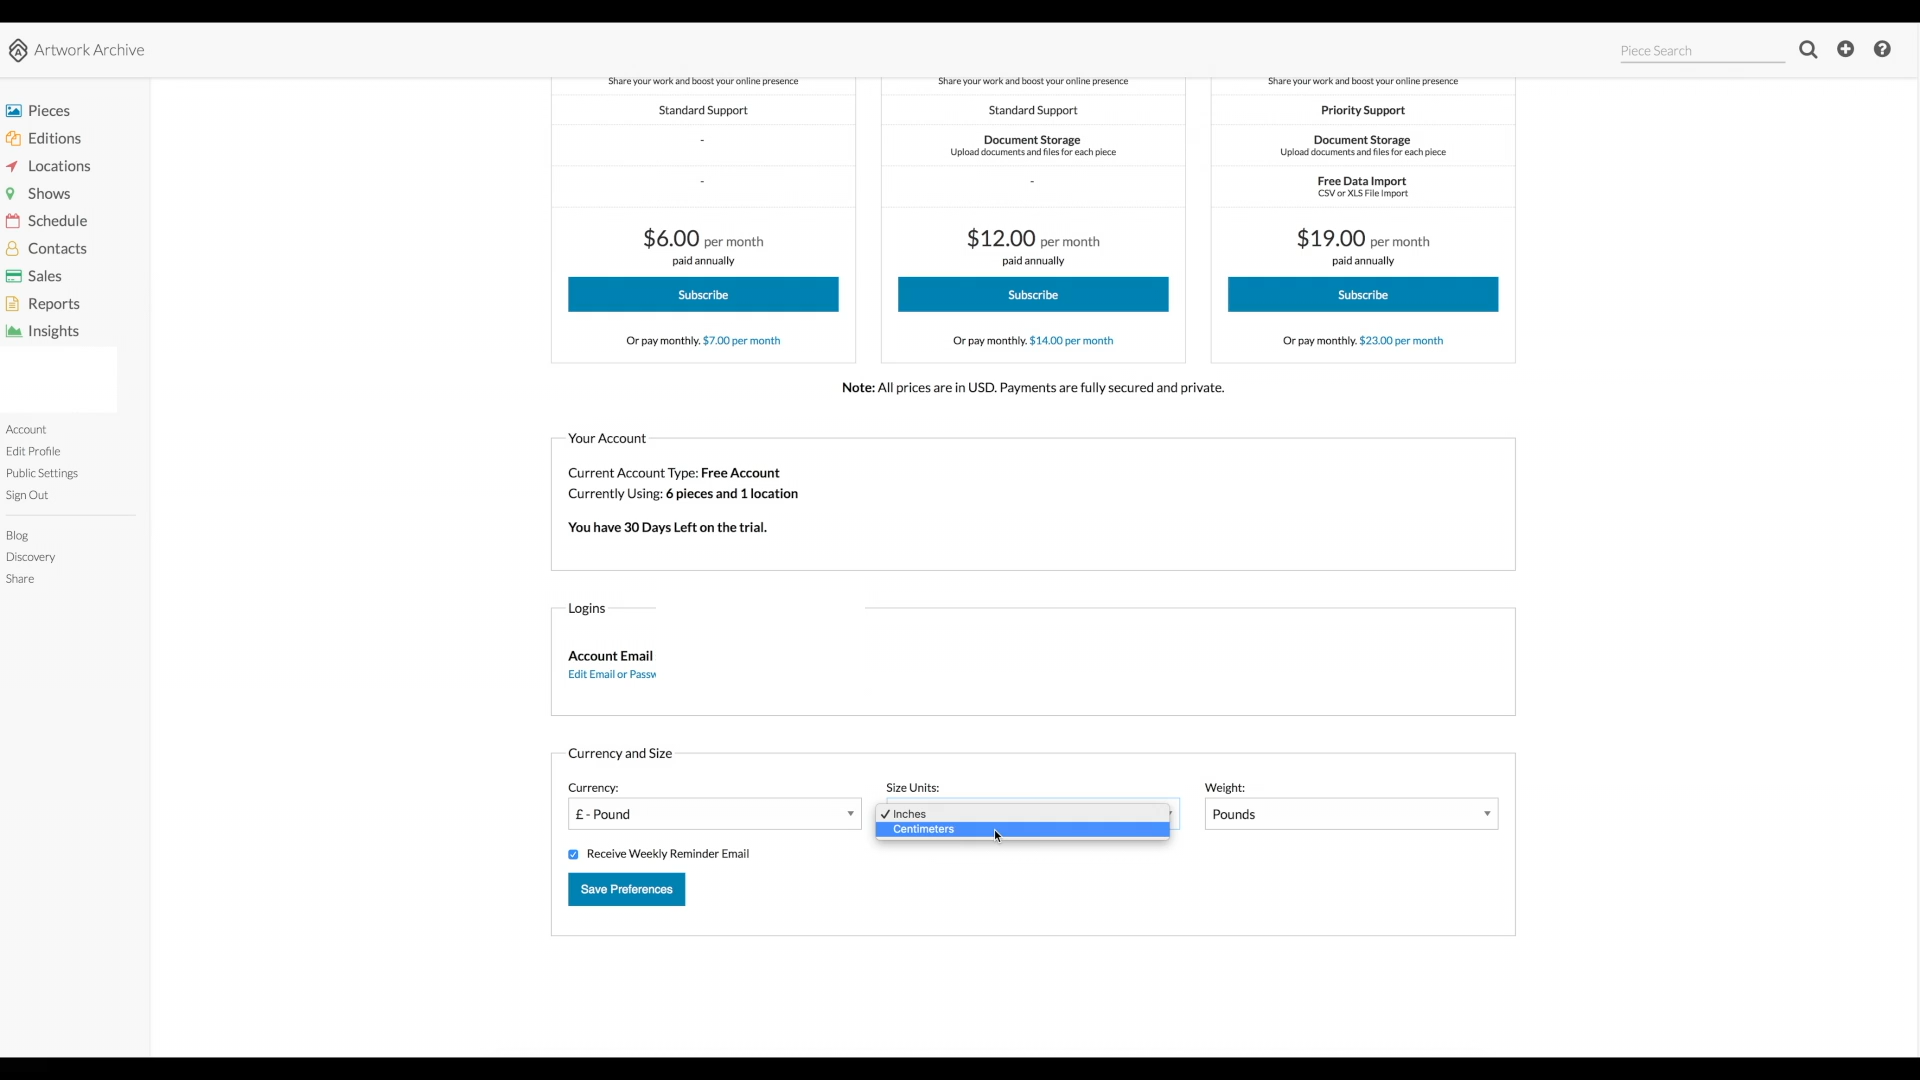 Artwork Archive
Piece Search
Pieces
Editions
Locations
Shows
Schedule
Contacts
Sales
Reports
Insights
Account
Edit Profile
Public Settings
Sign Out
Blog
Discovery
Share
Share your work and boost your online presence
Standard Support
-
-
$6.00 per month
paid annually
Subscribe
Or pay monthly. $7.00 per month
Share your work and boost your online presence
Standard Support
Document Storage
Upload documents and files for each piece
-
$12.00 per month
paid annually
Subscribe
Or pay monthly. $14.00 per month
Share your work and boost your online presence
Priority Support
Document Storage
Upload documents and files for each piece
Free Data Import
CSV or XLS File Import
$19.00 per month
paid annually
Subscribe
Or pay monthly. $23.00 per month
Note: All prices are in USD. Payments are fully secured and private.
Your Account
Current Account Type: Free Account
Currently Using: 6 pieces and 1 location
You have 30 Days Left on the trial.
Logins
Account Email
Edit Email or Passw
Currency and Size
Currency:
£ - Pound
Size Units:
Inches
Centimeters
Weight:
Pounds
Receive Weekly Reminder Email
Save Preferences